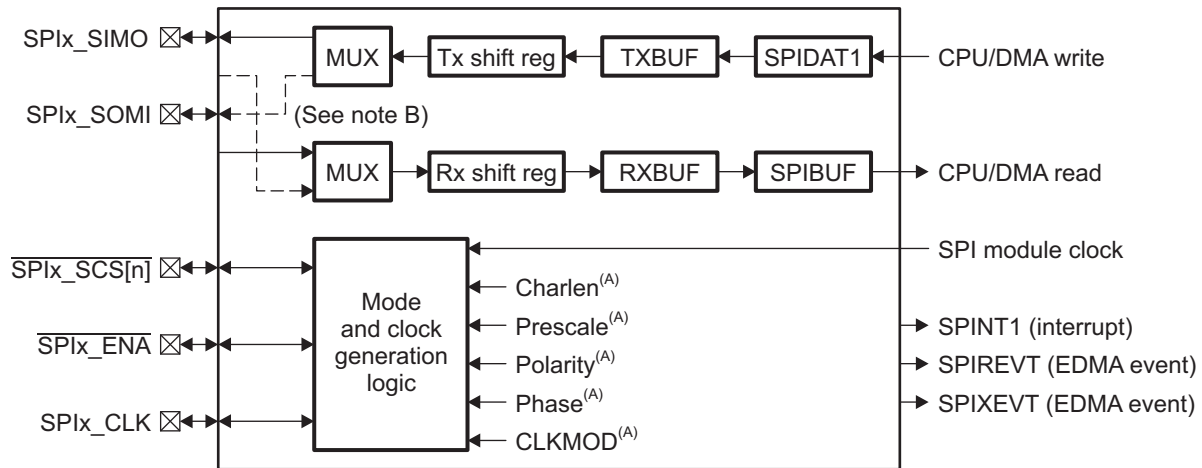 SPIx_SIMO
MUX
Tx shift reg
TXBUF
SPIDAT1
CPU/DMA write
SPIx_SOMI
(See note B)
MUX
Rx shift reg
RXBUF
SPIBUF
CPU/DMA read
SPIx_SCS[n]
SPI module clock
Mode
and clock
generation
logic
Charlen(A)
Prescale(A)
Polarity(A)
Phase(A)
CLKMOD(A)
SPIx_ENA
SPIx_CLK
SPINT1 (interrupt)
SPIREVT (EDMA event)
SPIXEVT (EDMA event)